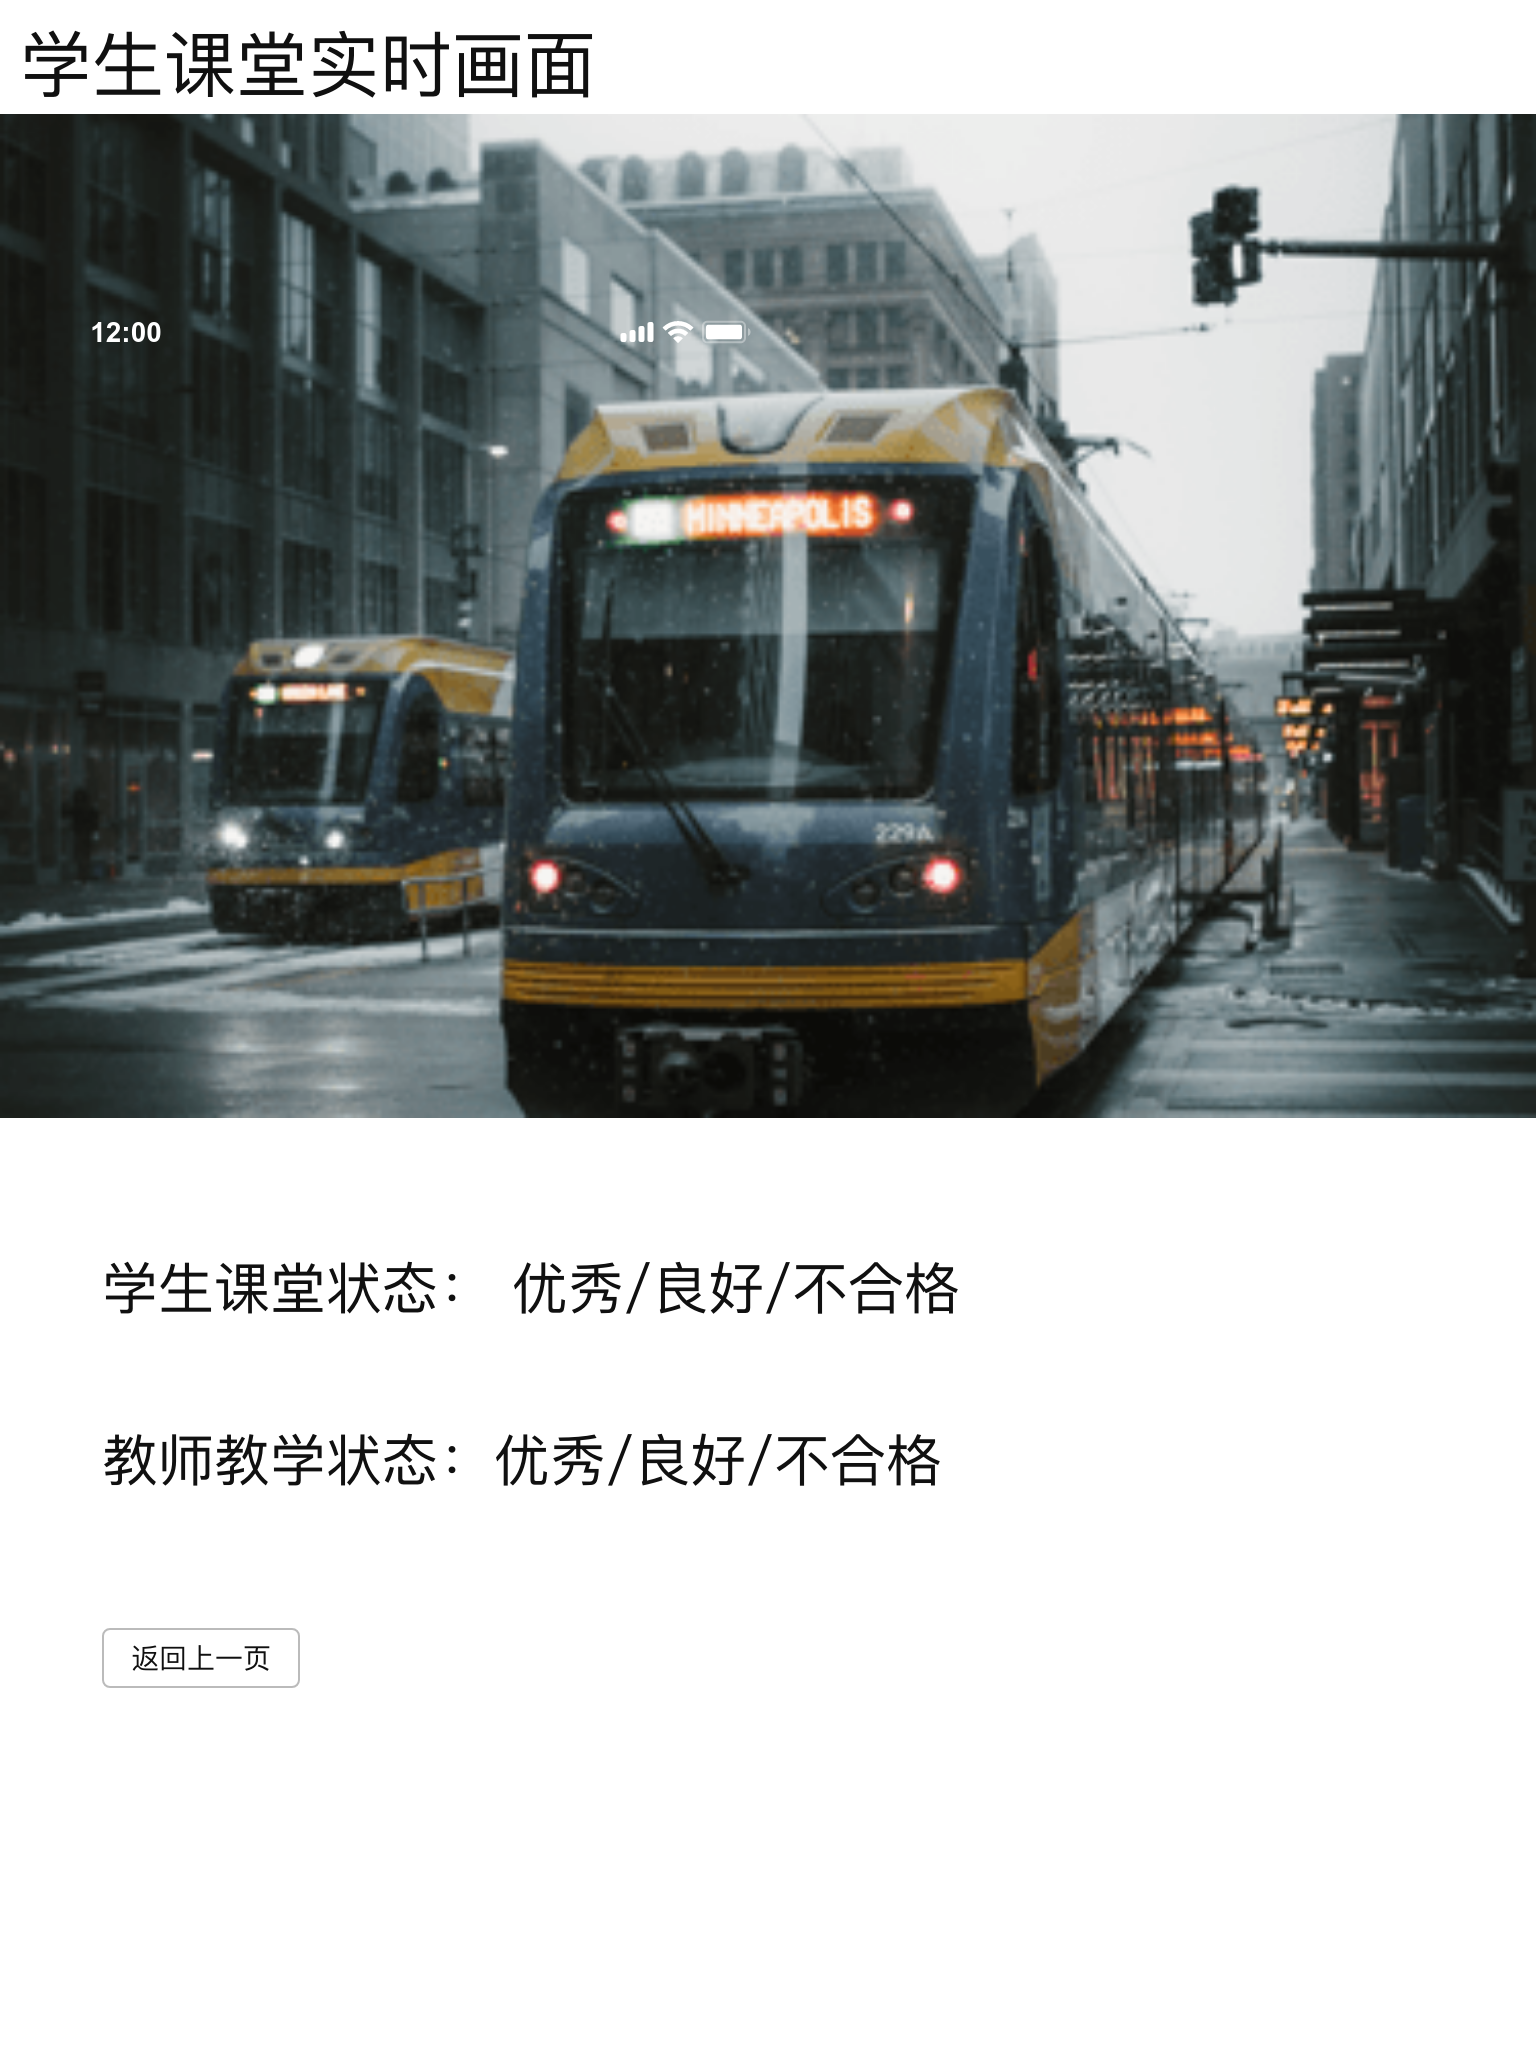 学生课堂实时画面
12:00
MINNEAPOLIS
229A
学生课堂状态： 优秀/良好/不合格
教师教学状态：优秀/良好/不合格
返回上一页